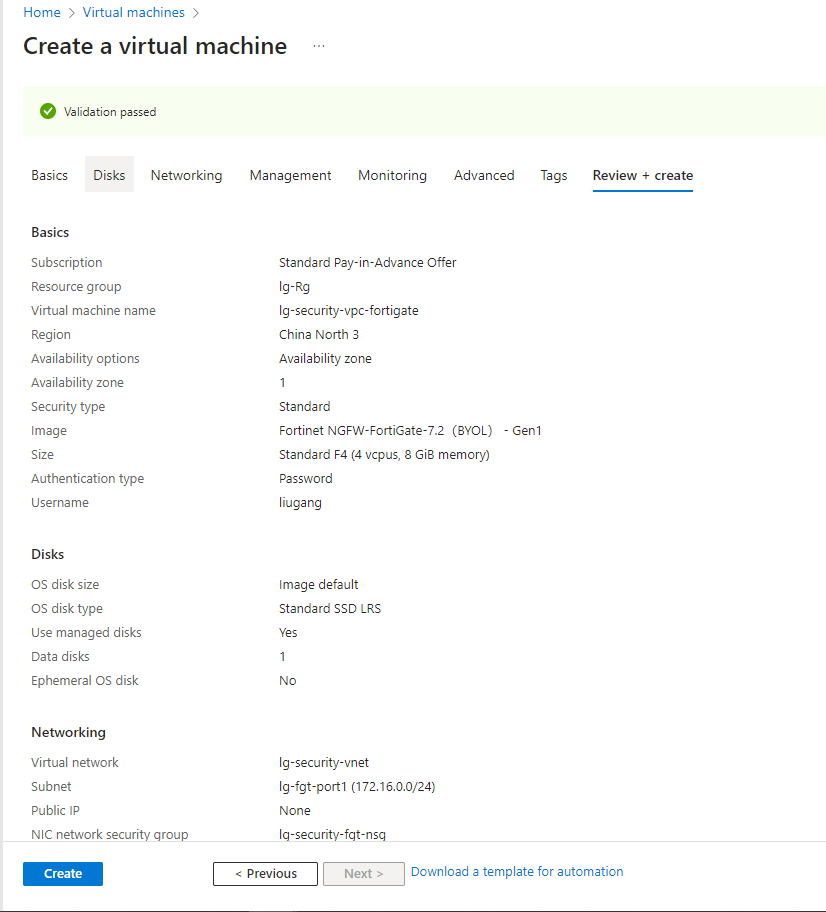 Home > Virtual machines >
Create a virtual machine ...
Validation passed
Basics Disks Networking Management Monitoring Advanced Tags Review + create
Basics
Subscription Standard Pay-in-Advance Offer
Resource group lg-Rg
Virtual machine name lg-security-vpc-fortigate
Region China North 3
Availability options Availability zone
Availability zone 1
Security type Standard
Image Fortinet NGFW-FortiGate-7.2（BYOL） - Gen1
Size Standard F4 (4 vcpus, 8 GiB memory)
Authentication type Password
Username liugang
Disks
OS disk size Image default
OS disk type Standard SSD LRS
Use managed disks Yes
Data disks 1
Ephemeral OS disk No
Networking
Virtual network lg-security-vnet
Subnet lg-fgt-port1 (172.16.0.0/24)
Public IP None
NIC network security group lg-security-fgt-nsg
Create < Previous Next > Download a template for automation